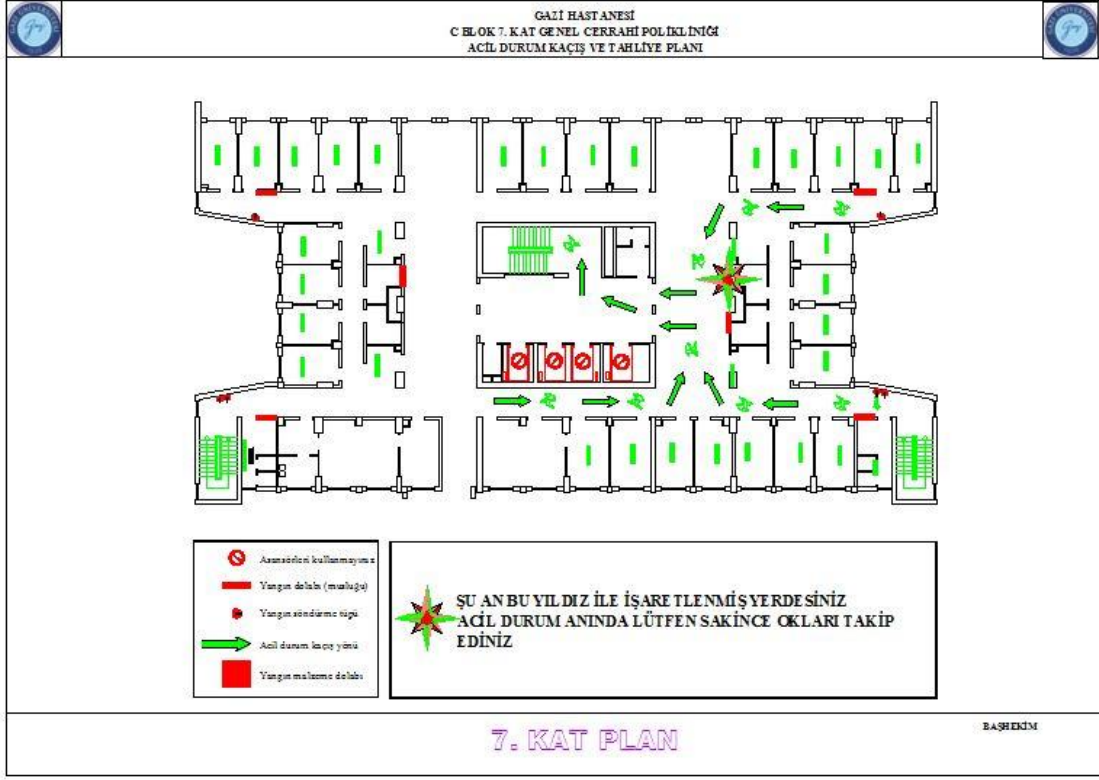 GAZİ HASTANESİ
C BLOK 7. KAT GENEL CERRAHİ POLİKLİNİĞİ
ACİL DURUM KAÇIŞ VE TAHLİYE PLANI
Asansörleri kullanmayınız
Yangın dolabı (musluğu)
Yangın söndürme tüpü
Acil durum kaçış yönü
Yangın malzeme dolabı
ŞU AN BU YILDIZ İLE İŞARETLENMİŞ YERDESİNİZ
ACİL DURUM ANINDA LÜTFEN SAKİNCE OKLARI TAKİP
EDİNİZ
7. KAT PLAN
BAŞHEKİM